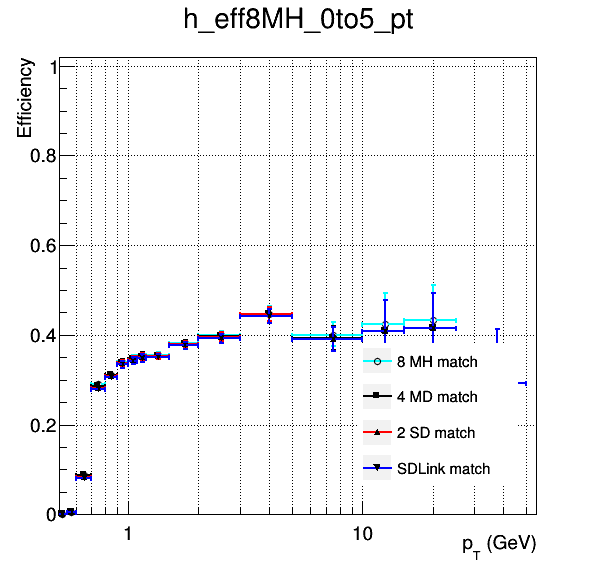 h_eff8MH_0to5_pt
Efficiency
1
0.8
0.6
0.4
0.2
0
8 MH match
4 MD match
2 SD match
SDLink match
1
10
p_T (GeV)